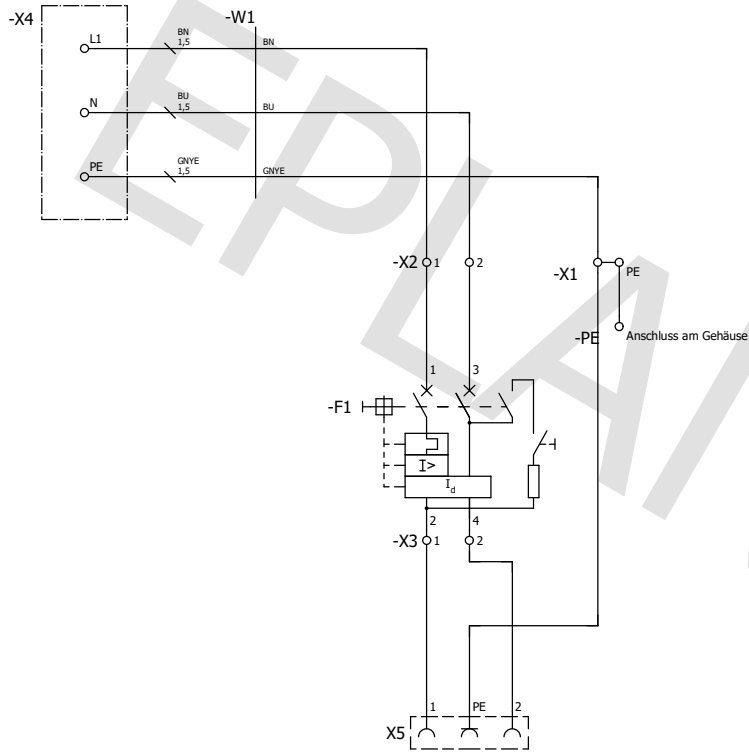 -X4
-W1
L1
BN
1,5
BN
N
BU
1,5
BU
PE
GNYE
1,5
GNYE
-X2
1
2
-X1
PE
-PE
Anschluss am Gehäuse
1
3
-F1
I>
Id
2
4
-X3
1
2
1
PE
2
X5
EPLAN